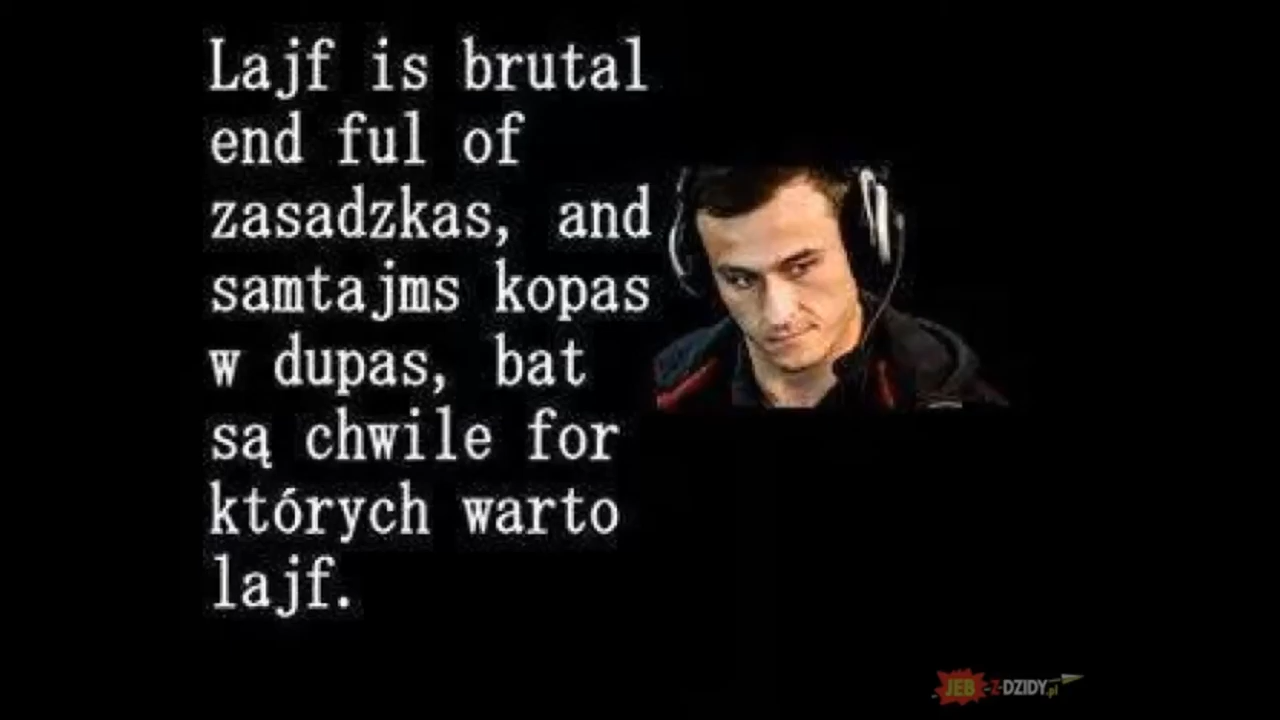 Lajf is brutal
end ful of
zasadzkas, and
samtajms kopas
w dupas, bat
są chwile for
których warto
lajf.
JEB-Z-DZIDY.pl